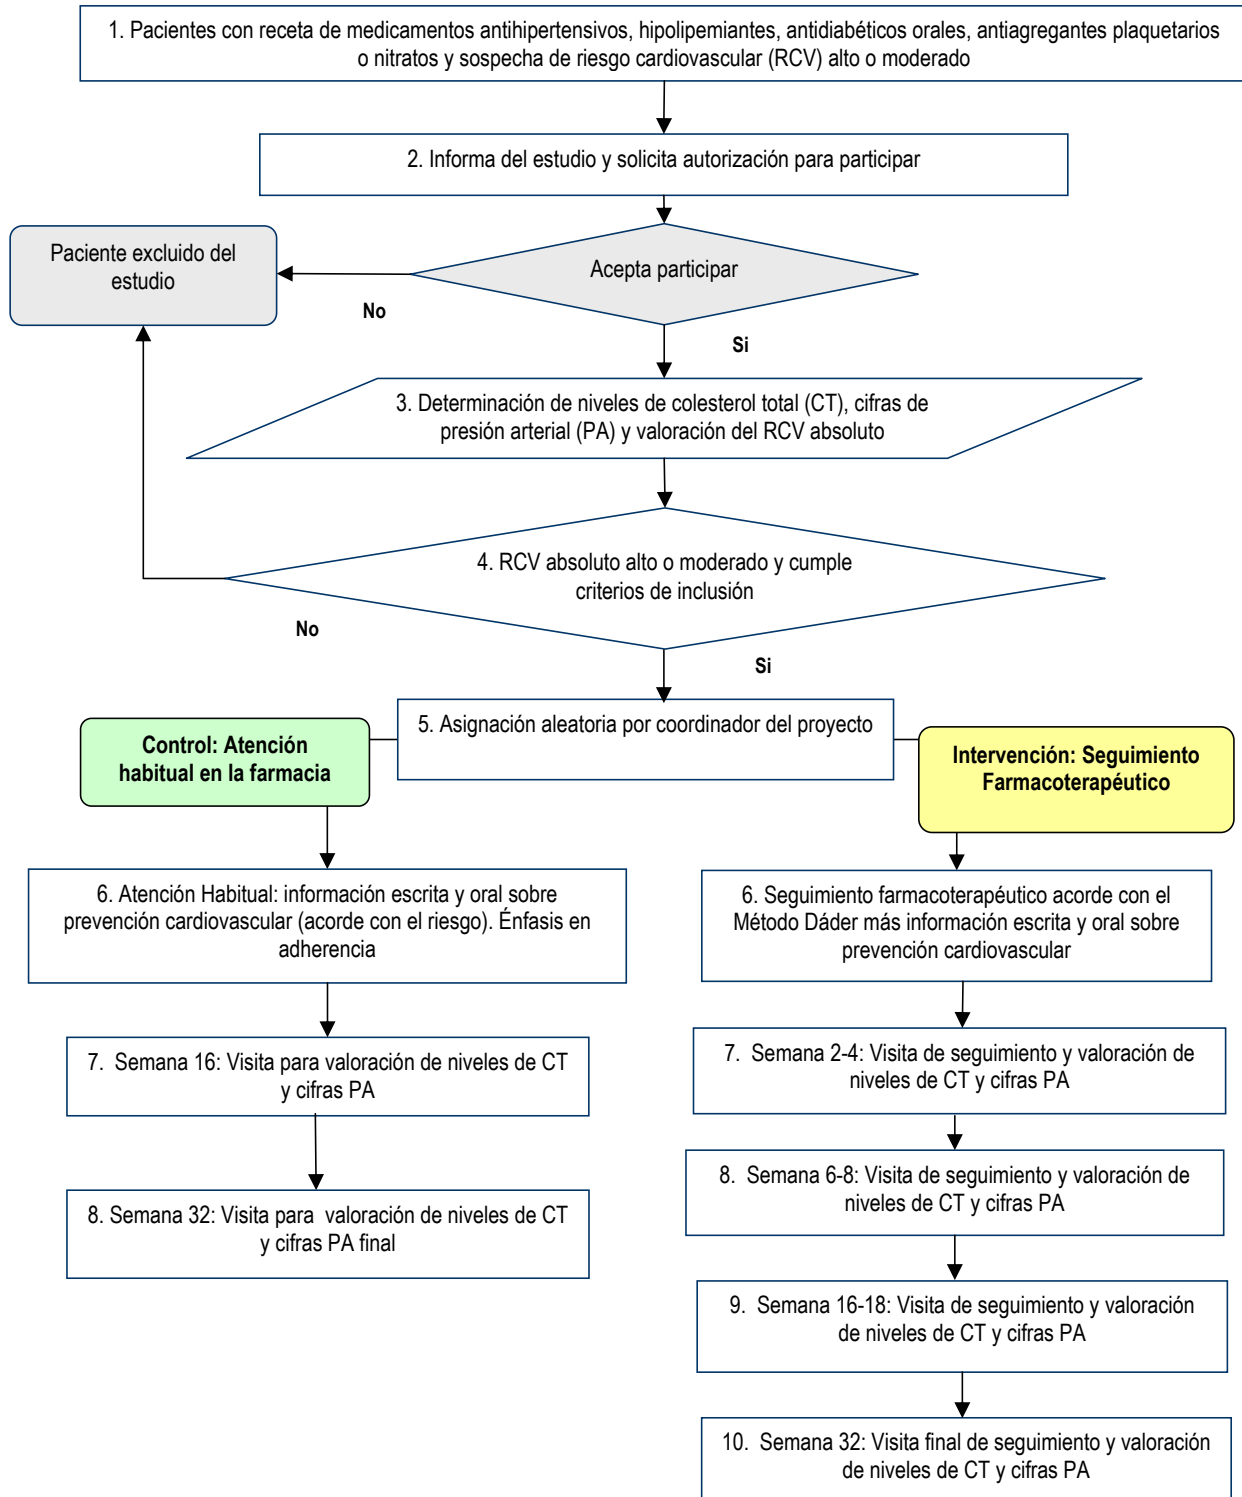 1. Pacientes con receta de medicamentos antihipertensivos, hipolipemiantes, antidiabéticos orales, antiagregantes plaquetarios
o nitratos y sospecha de riesgo cardiovascular (RCV) alto o moderado
2. Informa del estudio y solicita autorización para participar
Paciente excluido del
estudio
Acepta participar
No
Si
3. Determinación de niveles de colesterol total (CT), cifras de
presión arterial (PA) y valoración del RCV absoluto
4. RCV absoluto alto o moderado y cumple
criterios de inclusión
No
Si
5. Asignación aleatoria por coordinador del proyecto
Control: Atención
habitual en la farmacia
Intervención: Seguimiento
Farmacoterapéutico
6. Atención Habitual: información escrita y oral sobre
prevención cardiovascular (acorde con el riesgo). Énfasis en
adherencia
7. Semana 16: Visita para valoración de niveles de CT
y cifras PA
8. Semana 32: Visita para valoración de niveles de CT
y cifras PA final
6. Seguimiento farmacoterapéutico acorde con el
Método Dáder más información escrita y oral sobre
prevención cardiovascular
7. Semana 2-4: Visita de seguimiento y valoración de
niveles de CT y cifras PA
8. Semana 6-8: Visita de seguimiento y valoración de
niveles de CT y cifras PA
9. Semana 16-18: Visita de seguimiento y valoración
de niveles de CT y cifras PA
10. Semana 32: Visita final de seguimiento y valoración
de niveles de CT y cifras PA